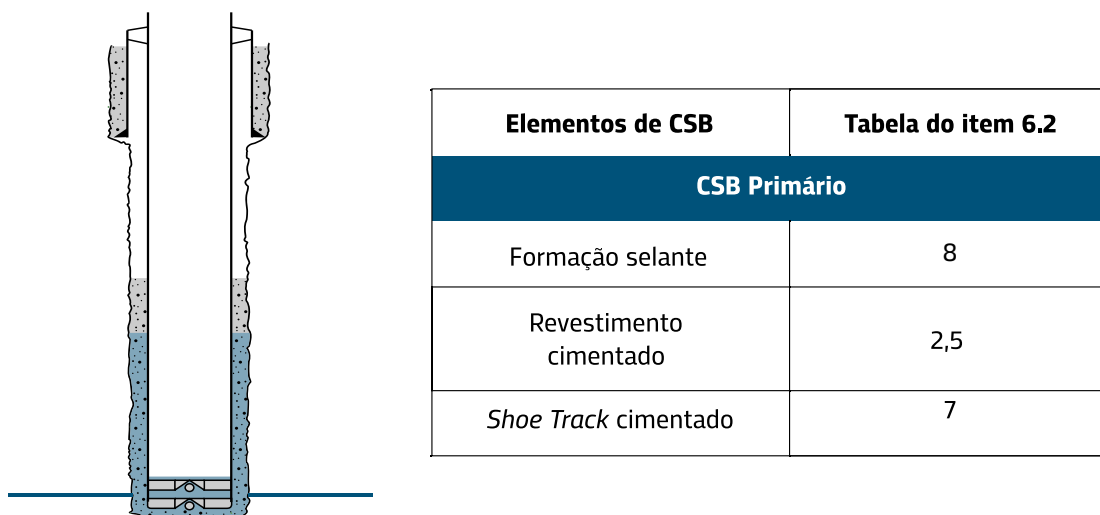 Elementos de CSB
Tabela do item 6.2
CSB Primário
Formação selante
8
Revestimento
cimentado
2,5
Shoe Track cimentado
7